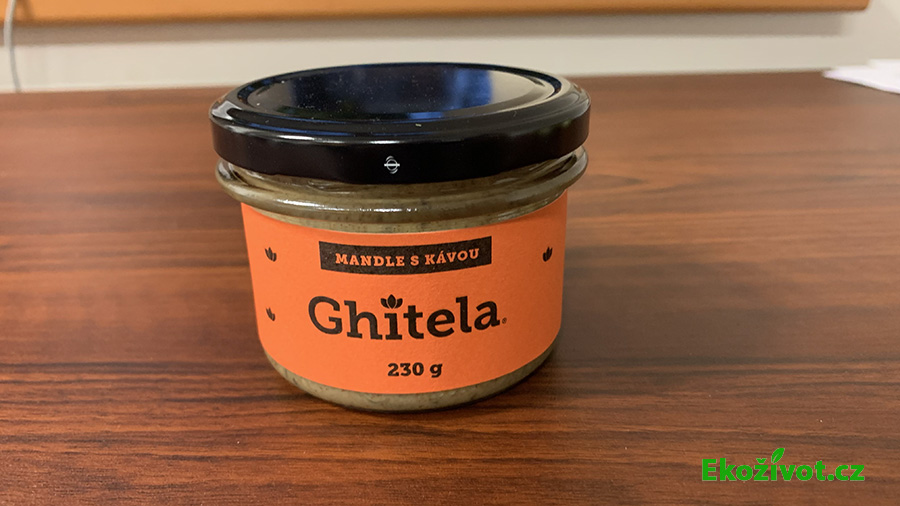 MANDLE S KÁVOU
Ghitela®
230 g
Ekoživot.cz